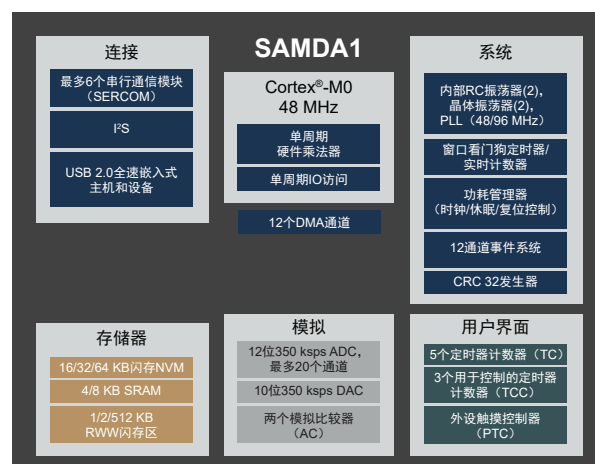 SAMDA1
连接
最多6个串行通信模块
（SERCOM）
I²S
USB 2.0全速嵌入式
主机和设备
Cortex®-M0
48 MHz
单周期
硬件乘法器
单周期IO访问
12个DMA通道
系统
内部RC振荡器(2),
晶体振荡器(2),
PLL（48/96 MHz）
窗口看门狗定时器/
实时计数器
功耗管理器
（时钟/休眠/复位控制）
12通道事件系统
CRC 32发生器
存储器
16/32/64 KB闪存NVM
4/8 KB SRAM
1/2/512 KB
RWW闪存区
模拟
12位350 ksps ADC，
最多20个通道
10位350 ksps DAC
两个模拟比较器
（AC）
用户界面
5个定时器计数器（TC）
3个用于控制的定时器
计数器（TCC）
外设触摸控制器
（PTC）